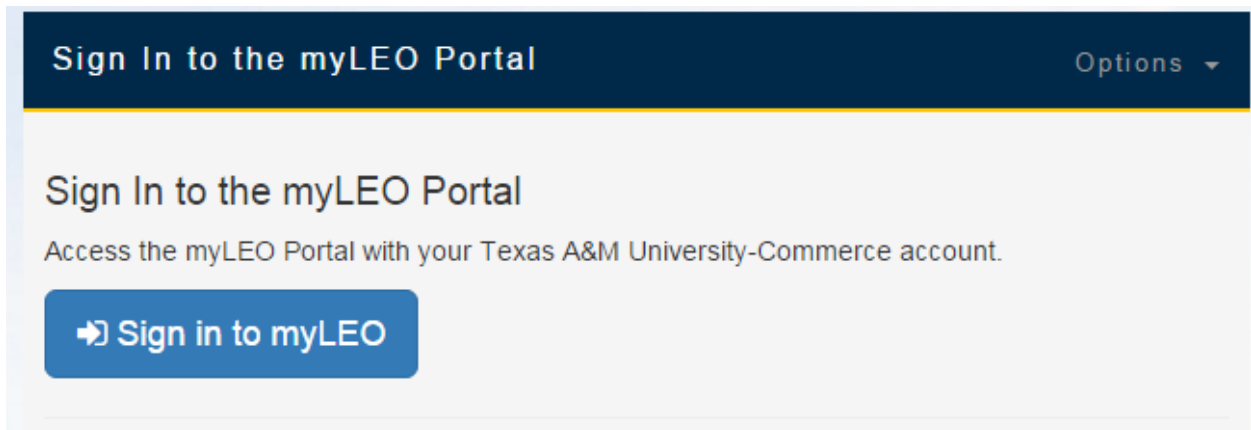 Sign In to the myLEO Portal
Options
Sign In to the myLEO Portal
Access the myLEO Portal with your Texas A&M University-Commerce account.
Sign in to myLEO